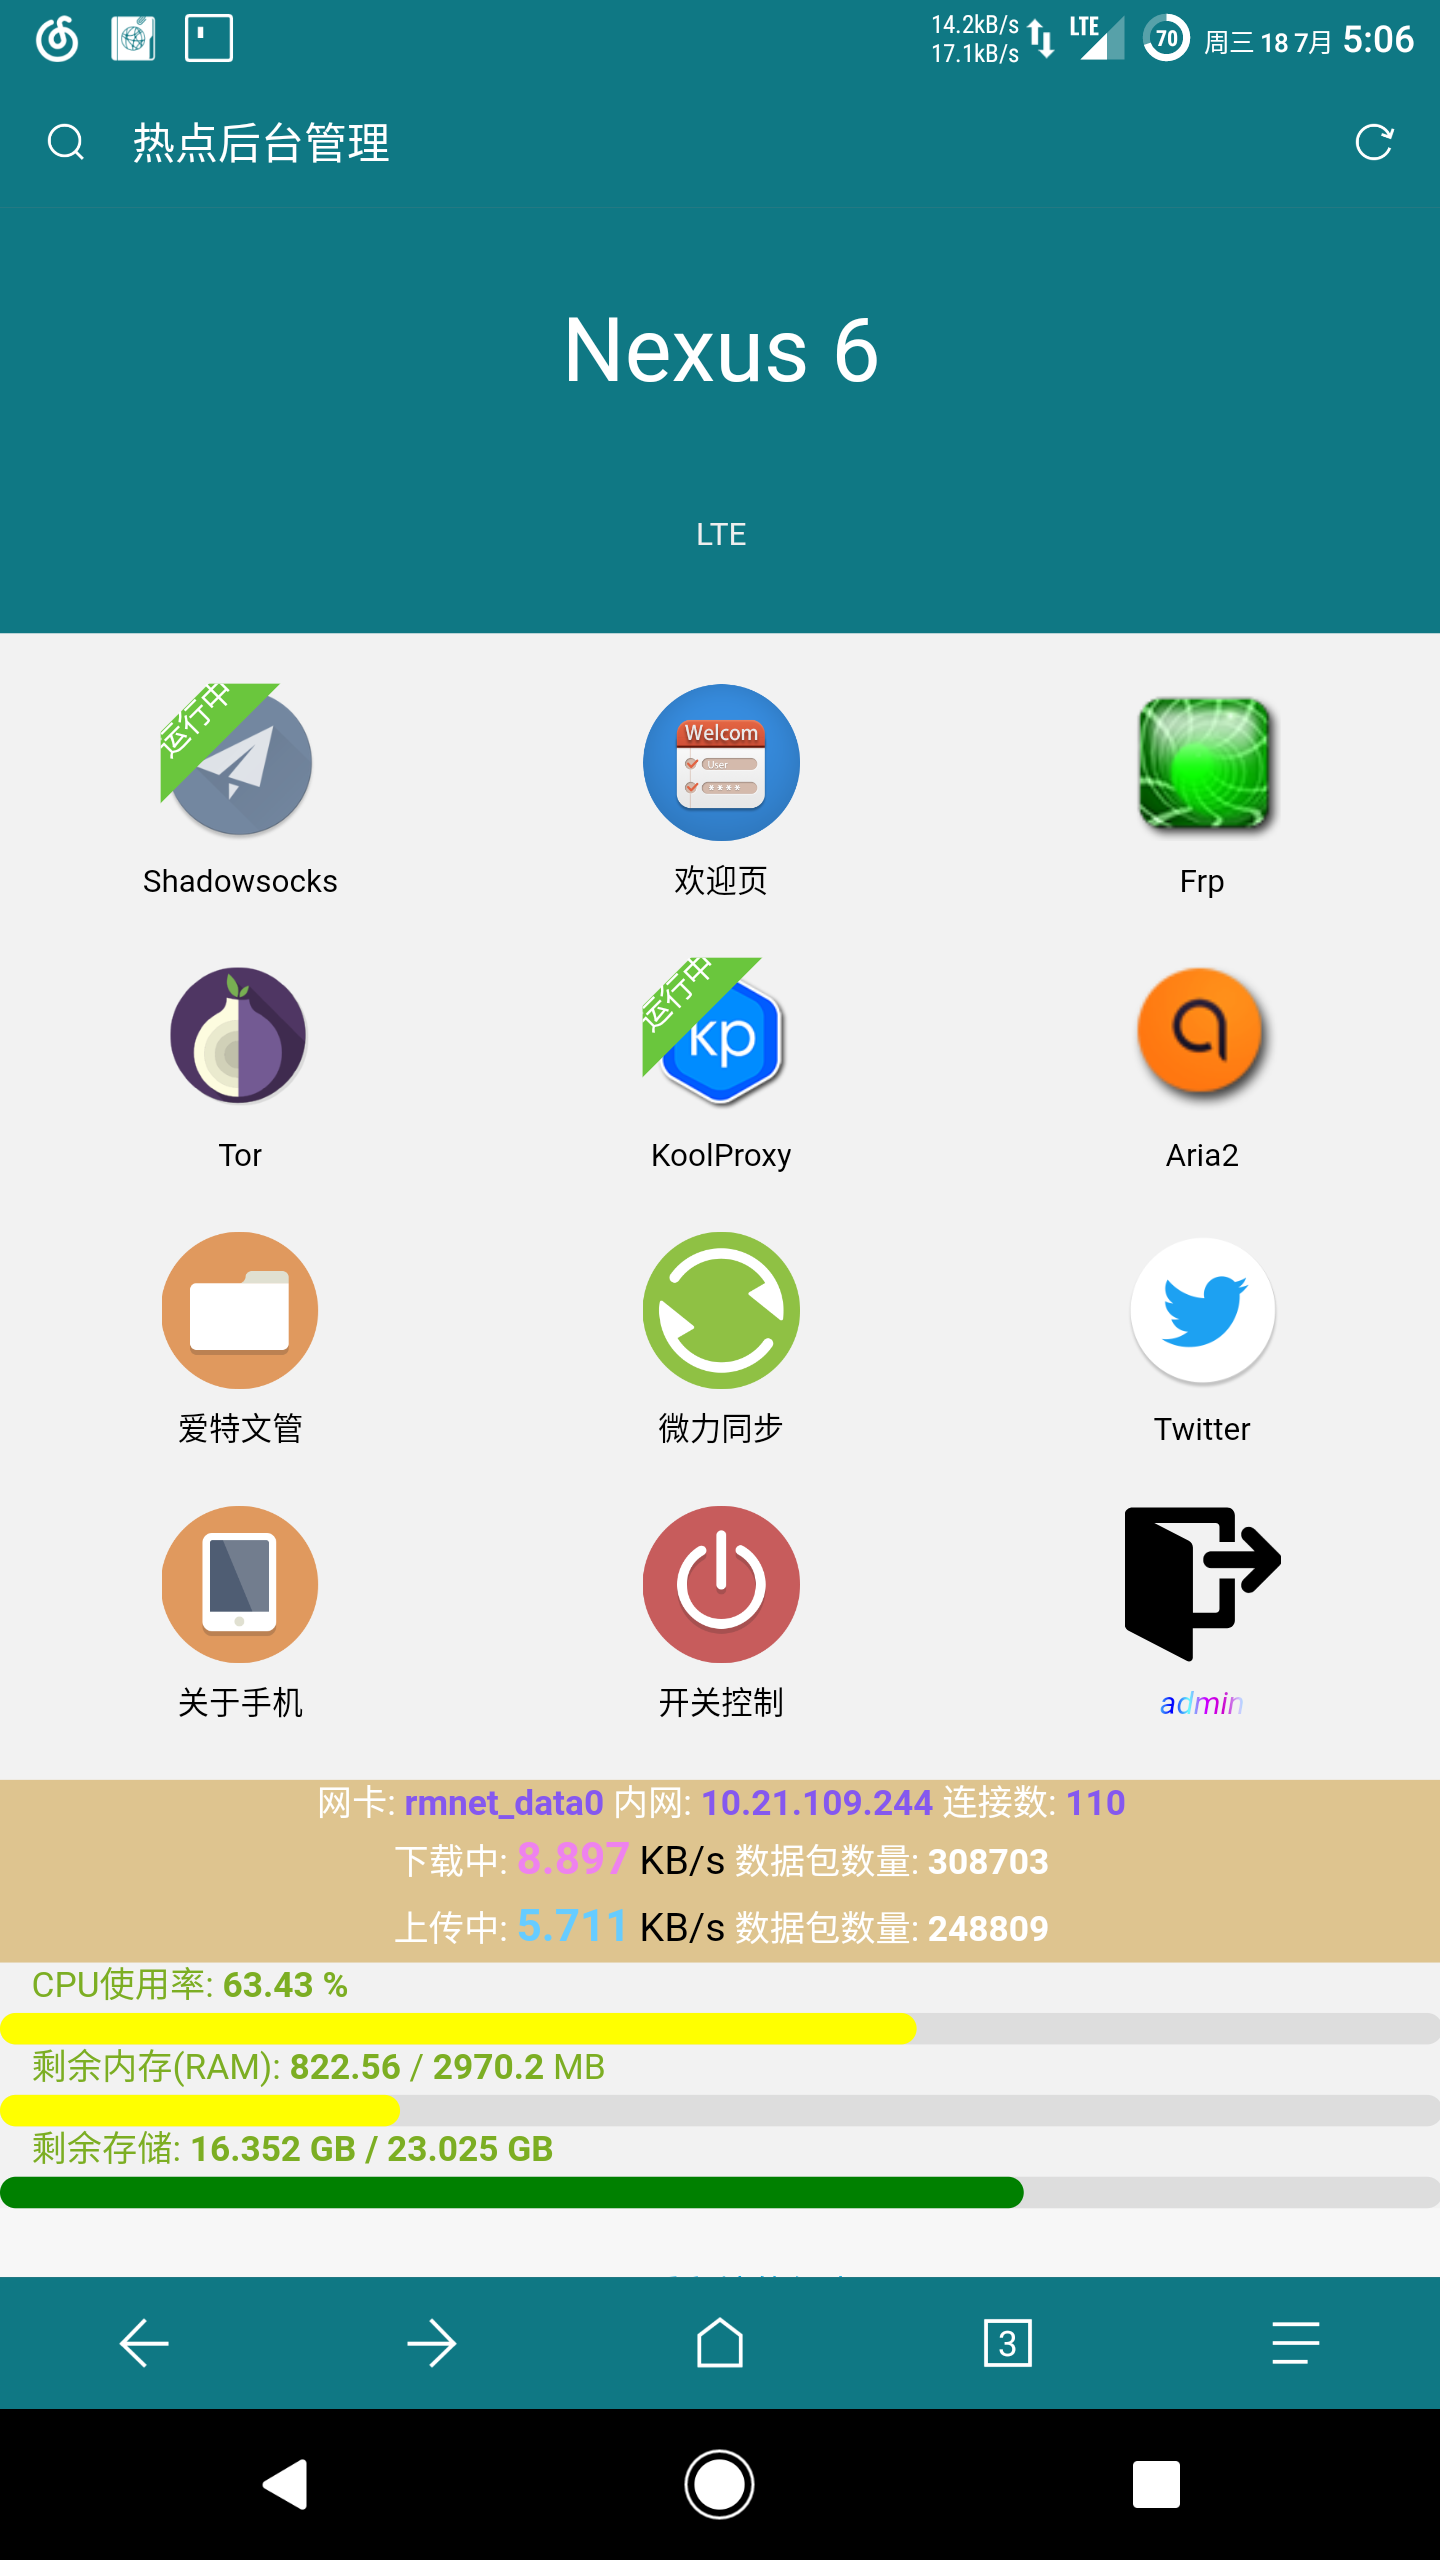 14.2kB/s
17.1kB/s
LTE
70
周三 18 7月 5:06
热点后台管理
Nexus 6
LTE
运行中
Welcom
User
****
Shadowsocks
欢迎页
Frp
运行中
kp
Tor
KoolProxy
Aria2
爱特文管
微力同步
Twitter
关于手机
开关控制
admin
网卡: rmnet_data0 内网: 10.21.109.244 连接数: 110
下载中: 8.897 KB/s 数据包数量: 308703
上传中: 5.711 KB/s 数据包数量: 248809
CPU使用率: 63.43 %
剩余内存(RAM): 822.56 / 2970.2 MB
剩余存储: 16.352 GB / 23.025 GB
3